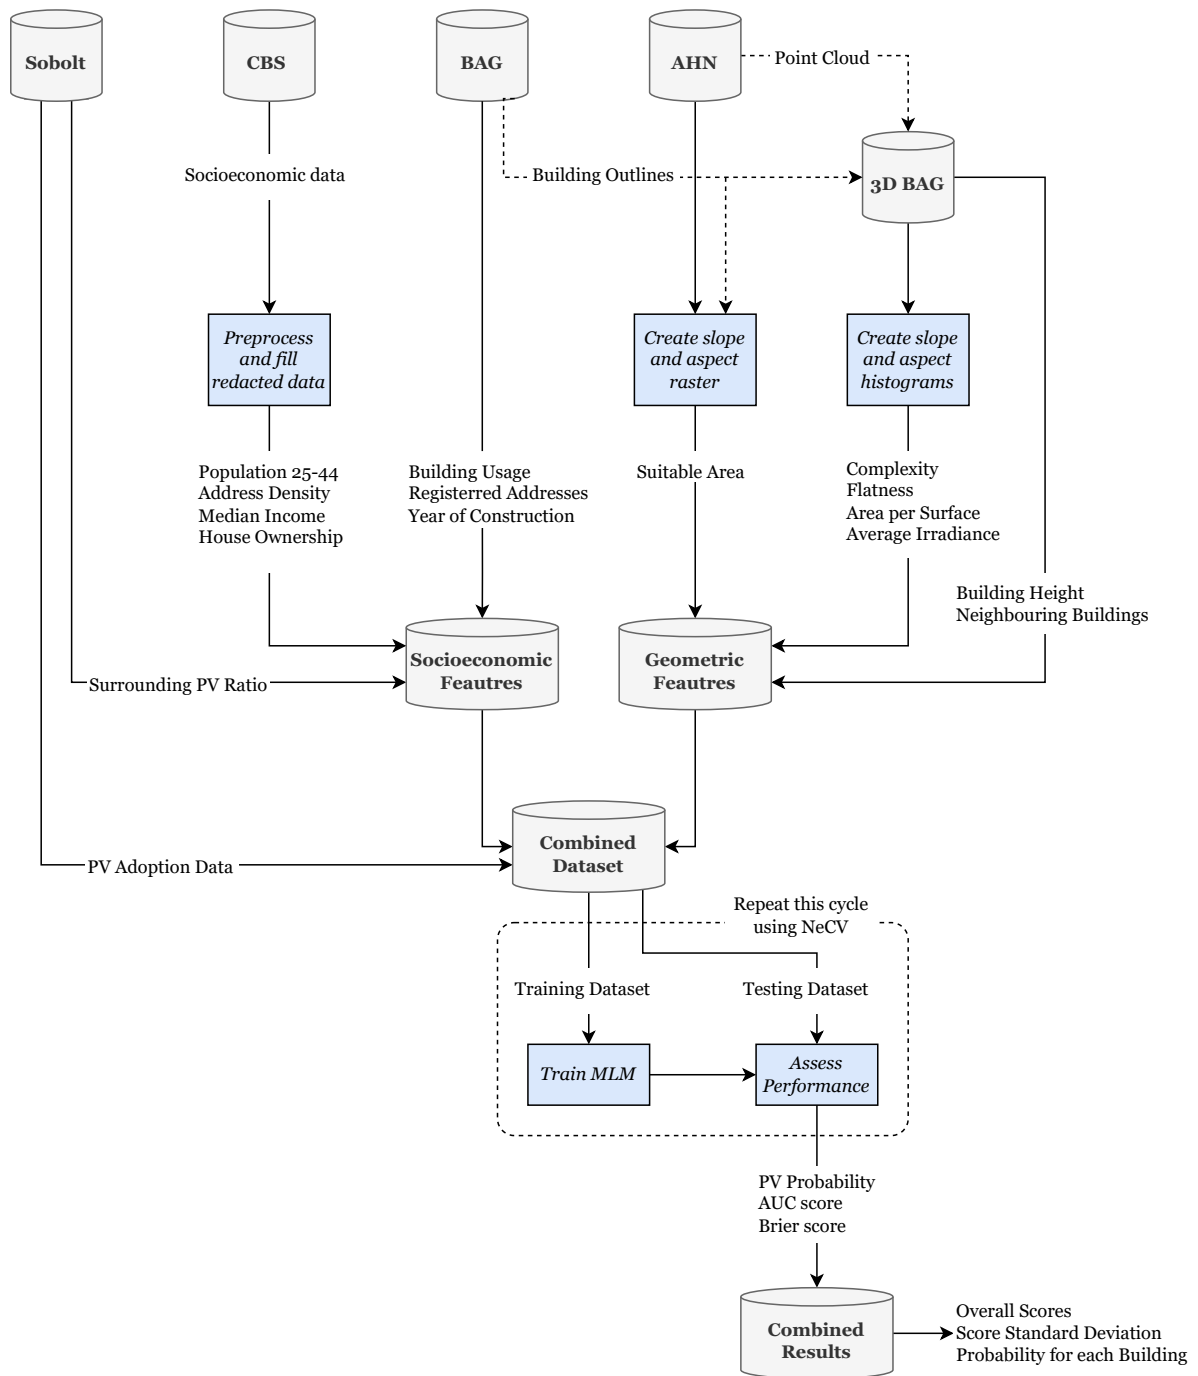 Sobolt
CBS
BAG
AHN
Point Cloud
Socioeconomic data
Building Outlines
3D BAG
Preprocess
and fill
redacted data
Create slope
and aspect
raster
Create slope
and aspect
histograms
Population 25-44
Address Density
Median Income
House Ownership
Building Usage
Registerred Addresses
Year of Construction
Suitable Area
Complexity
Flatness
Area per Surface
Average Irradiance
Building Height
Neighbouring Buildings
Socioeconomic
Feautres
Geometric
Feautres
Surrounding PV Ratio
Combined
Dataset
PV Adoption Data
Repeat this cycle
using NeCV
Training Dataset
Testing Dataset
Train MLM
Assess
Performance
PV Probability
AUC score
Brier score
Combined
Results
Overall Scores
Score Standard Deviation
Probability for each Building